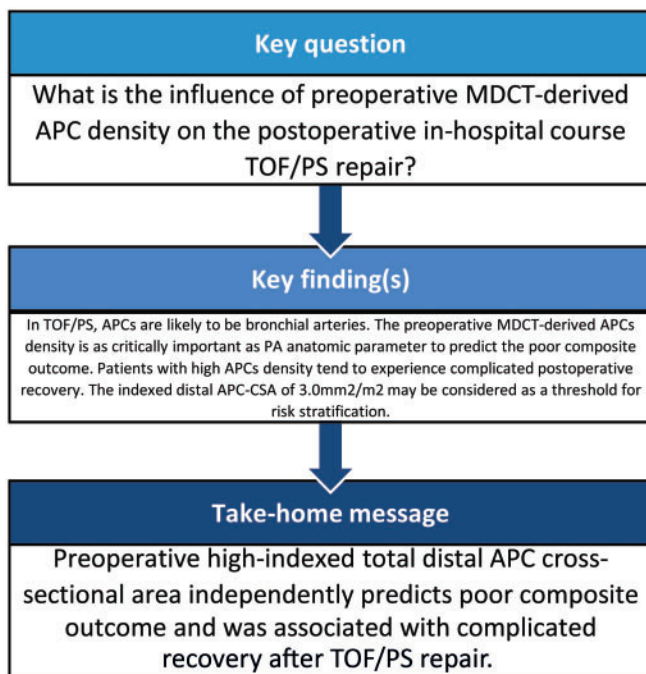 Key question
What is the influence of preoperative MDCT-derived
APC density on the postoperative in-hospital course
TOF/PS repair?
Key finding(s)
In TOF/PS, APCs are likely to be bronchial arteries. The preoperative MDCT-derived APCs
density is as critically important as PA anatomic parameter to predict the poor composite
outcome. Patients with high APCs density tend to experience complicated postoperative
recovery. The indexed distal APC-CSA of 3.0mm2/m2 may be considered as a threshold for
risk stratification.
Take-home message
Preoperative high-indexed total distal APC cross-
sectional area independently predicts poor composite
outcome and was associated with complicated
recovery after TOF/PS repair.